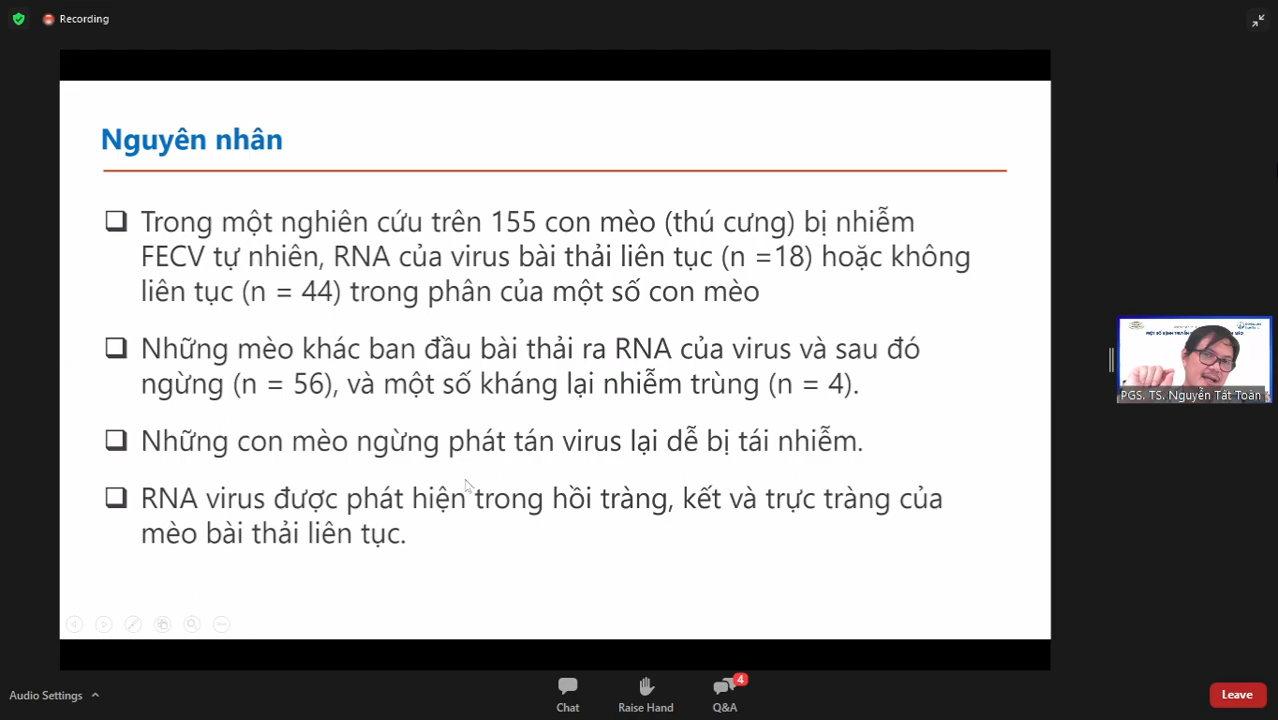 Recording
Nguyên nhân
Trong một nghiên cứu trên 155 con mèo (thú cưng) bị nhiễm
FECV tự nhiên, RNA của virus bài thải liên tục (n =18) hoặc không
liên tục (n = 44) trong phân của một số con mèo
Những mèo khác ban đầu bài thải ra RNA của virus và sau đó
ngừng (n = 56), và một số kháng lại nhiễm trùng (n = 4).
Những con mèo ngừng phát tán virus lại dễ bị tái nhiễm.
RNA virus được phát hiện trong hồi tràng, kết và trực tràng của
mèo bài thải liên tục.
PGS. TS. Nguyễn Tất Toàn
Audio Settings
Chat
Raise Hand
Q&A
4
Leave